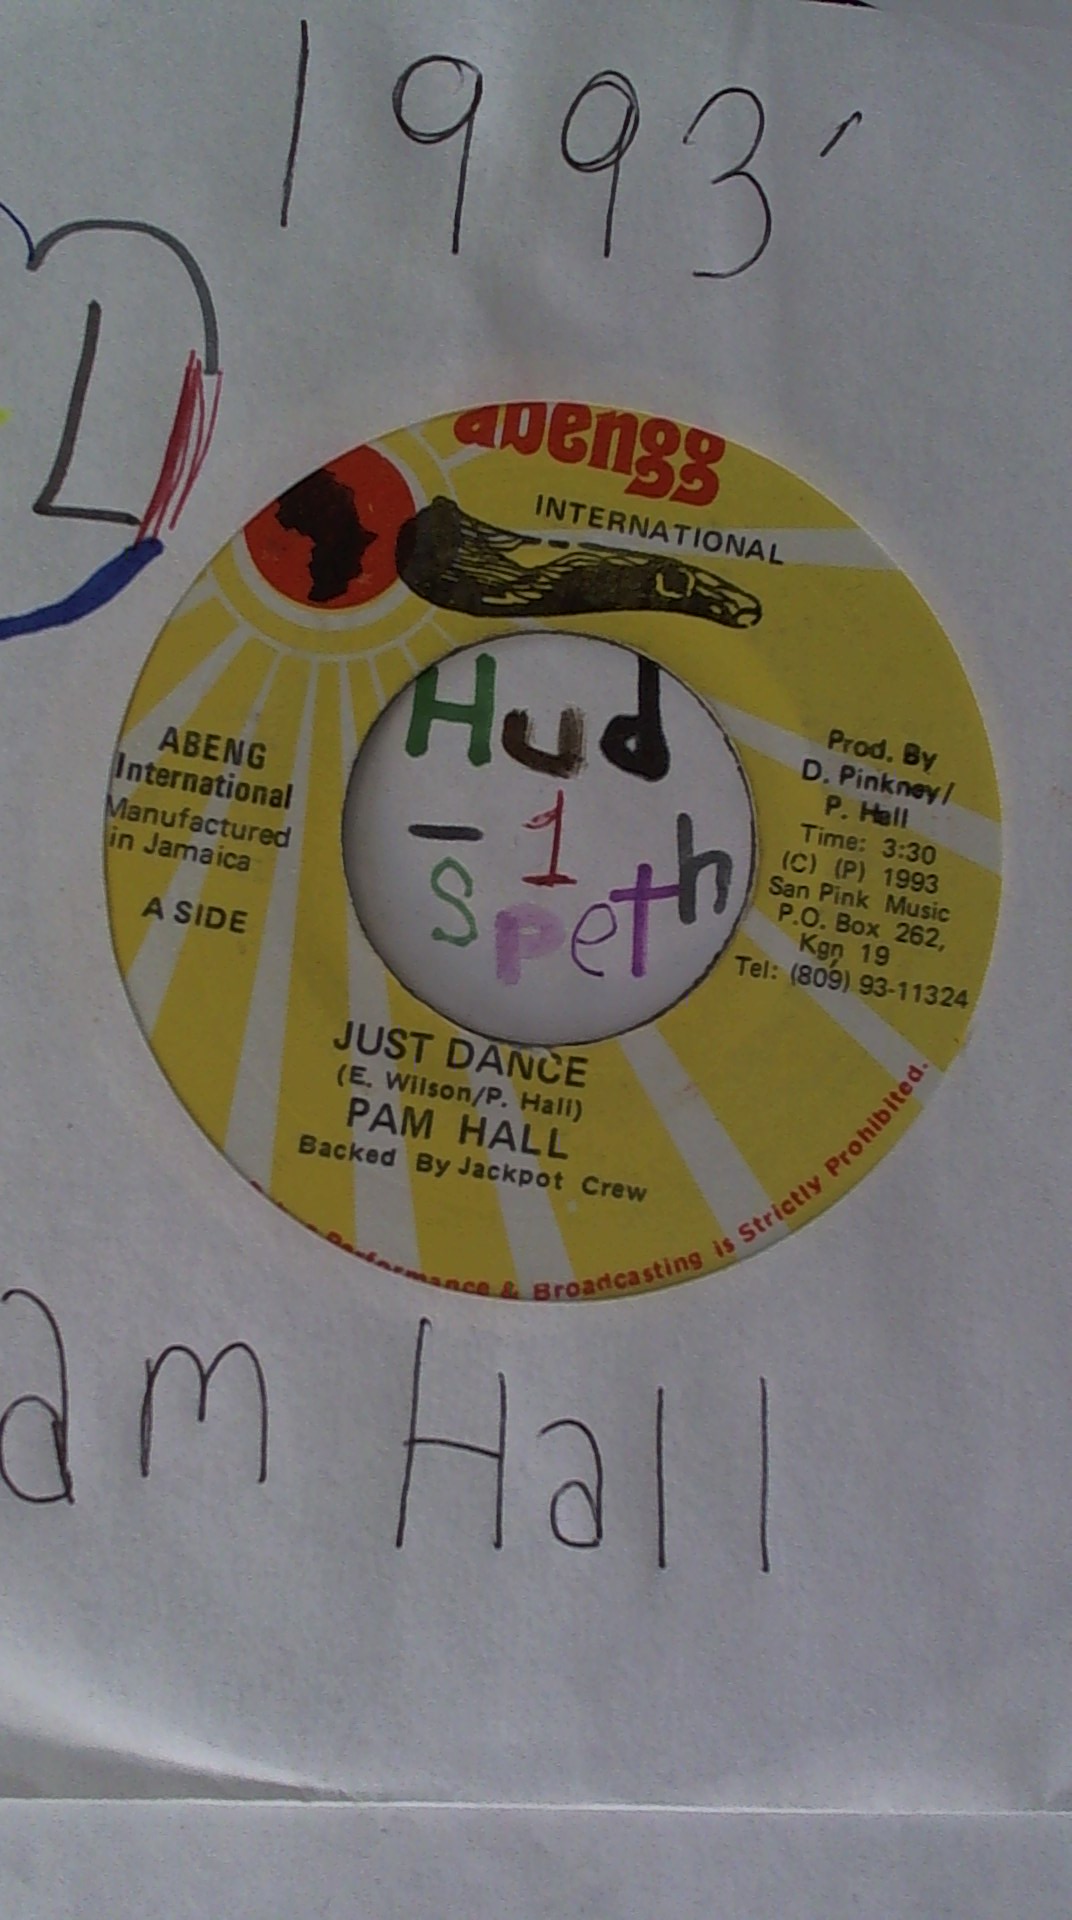 1993'
L
abengg
INTERNATIONAL
Hud
- 1
Speth
ABENG
International
Manufactured
in Jamaica
A SIDE
Prod. By
D. Pinkney/
P. Hall
Time: 3:30
(C) (P) 1993
San Pink Music
P.O. Box 262,
Kgn 19
Tel: (809) 93-11324
JUST DANCE
(E. Wilson/P. Hall)
PAM HALL
Backed By Jackpot Crew
Performance & Broadcasting is Strictly Prohibited.
am Hall